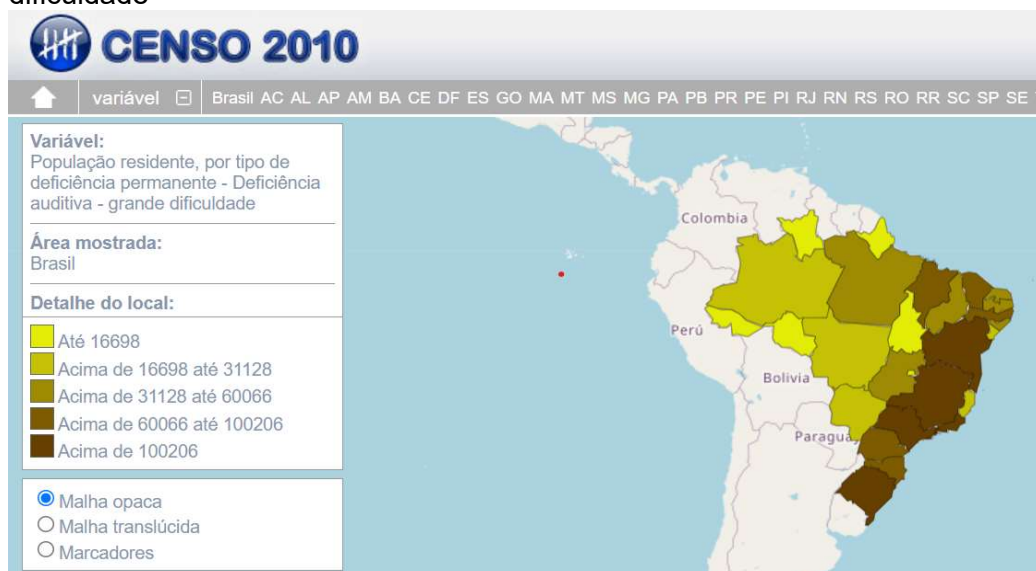 dificuldade
CENSO 2010
variável Brasil AC AL AP AM BA CE DF ES GO MA MT MS MG PA PB PR PE PI RJ RN RS RO RR SC SP SE
Variável:
População residente, por tipo de
deficiência permanente - Deficiência
auditiva - grande dificuldade
Área mostrada:
Brasil
Detalhe do local:
Até 16698
Acima de 16698 até 31128
Acima de 31128 até 60066
Acima de 60066 até 100206
Acima de 100206
Malha opaca
Malha translúcida
Marcadores
Colombia
Perú
Bolivia
Paraguay